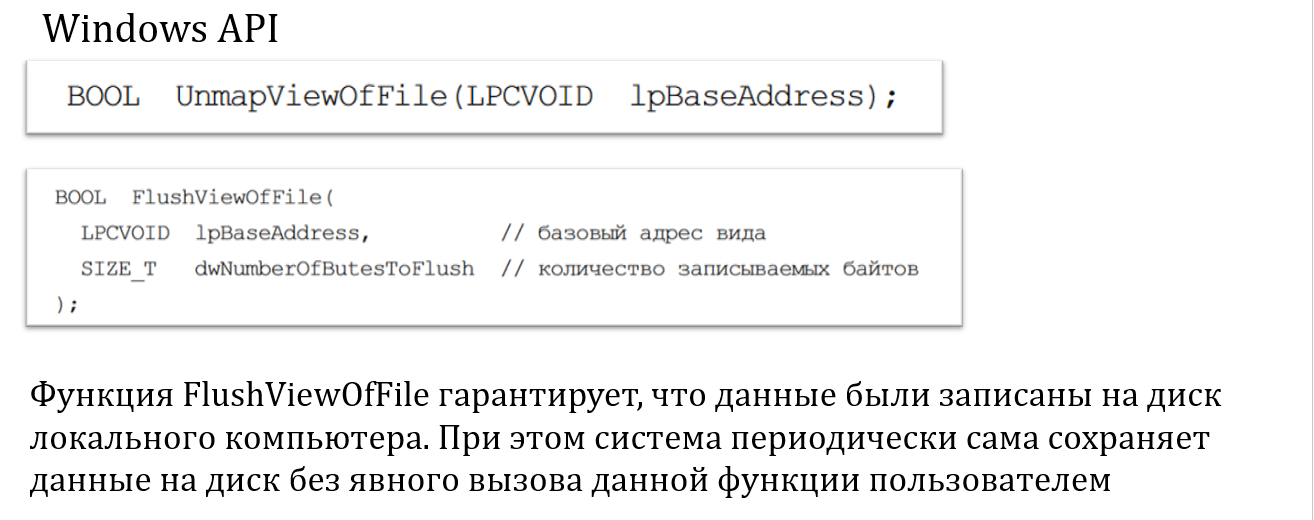 Windows API
BOOL UnmapViewOfFile(LPCVOID lpBaseAddress);
BOOL FlushViewOfFile(
LPCVOID lpBaseAddress, // базовый адрес вида
SIZE_T dwNumberOfButesToFlush // количество записываемых байтов
);
Функция FlushViewOfFile гарантирует, что данные были записаны на диск
локального компьютера. При этом система периодически сама сохраняет
данные на диск без явного вызова данной функции пользователем